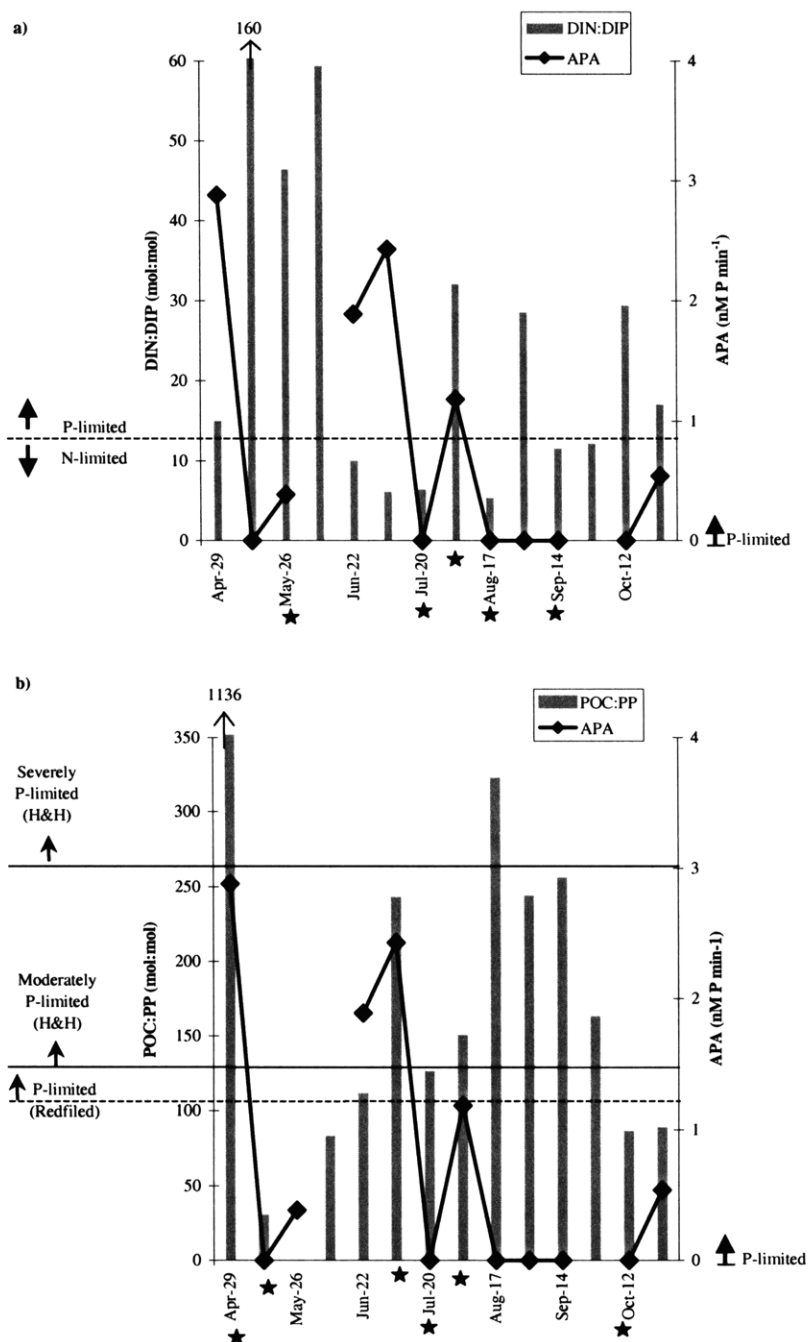 a)
160
DIN:DIP
APA
60
50
40
30
20
10
0
DIN:DIP (mol:mol)
4
3
2
1
0
APA (nM P min⁻¹)
P-limited
N-limited
P-limited
Apr-29
May-26
Jun-22
Jul-20
Aug-17
Sep-14
Oct-12
b)
1136
POC:PP
APA
350
300
250
200
150
100
50
0
POC:PP (mol:mol)
4
3
2
1
0
APA (nM P min-1)
Severely
P-limited
(H&H)
Moderately
P-limited
(H&H)
P-limited
(Redfiled)
P-limited
Apr-29
May-26
Jun-22
Jul-20
Aug-17
Sep-14
Oct-12